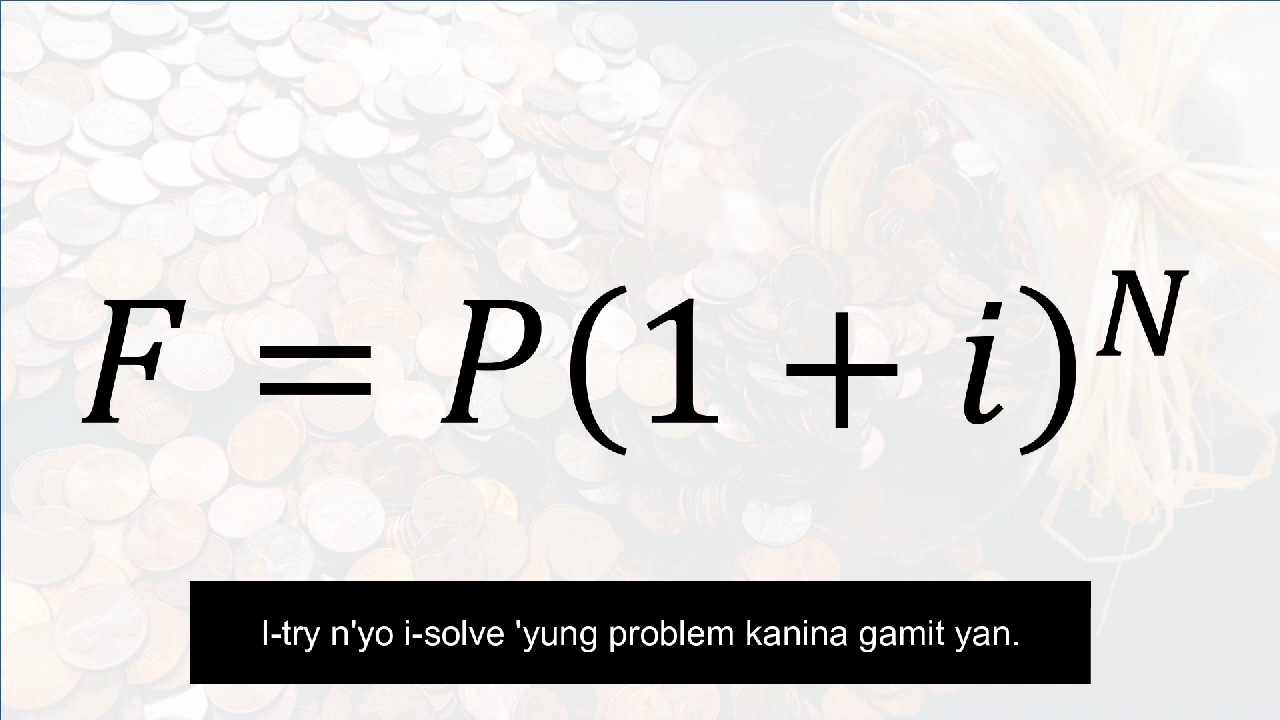 F = P(1 + i)^N
I-try n'yo i-solve 'yung problem kanina gamit yan.